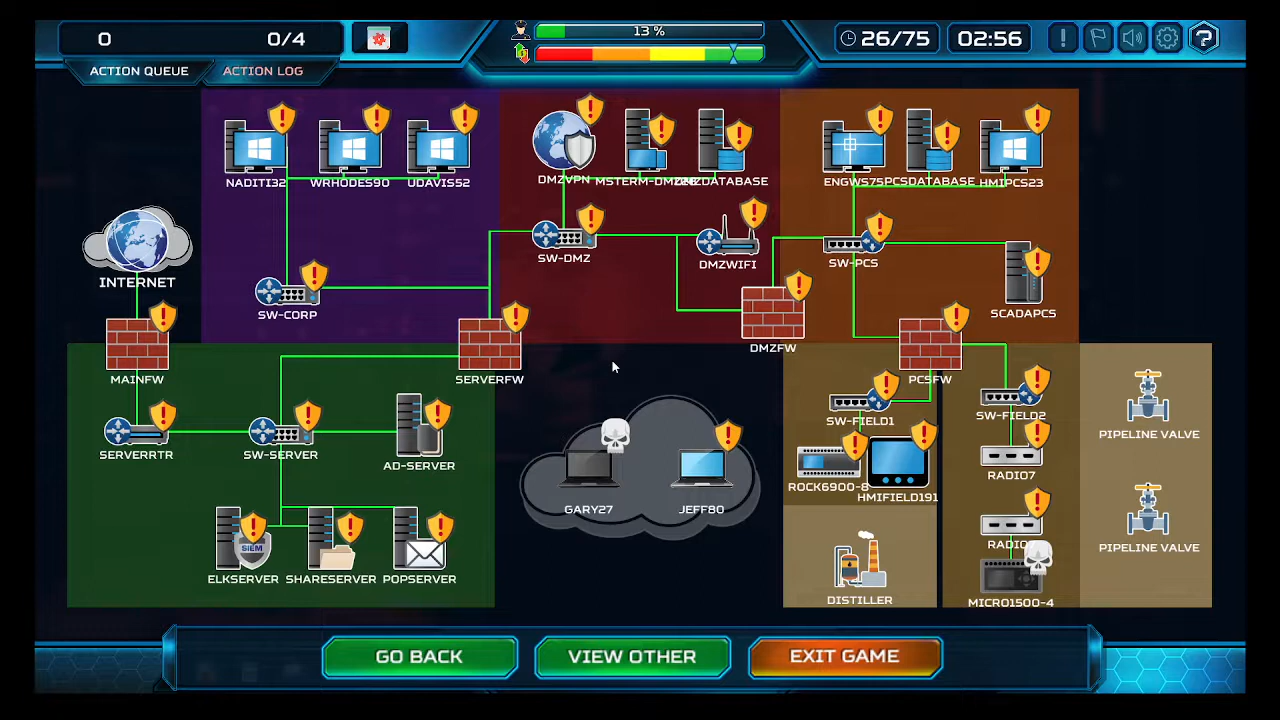 0
0/4
13 %
26/75
02:56
?
ACTION QUEUE
ACTION LOG
NADITI32
WRHODES90
UDAVIS52
DMZVPN
DMZDATABASE
ENGWS75
PCSDATABASE
HMIPCS23
INTERNET
SW-CORP
SW-DMZ
DMZWIFI
SW-PCS
SCADAPCS
MAINFW
SERVERFW
DMZFW
PCSFW
SERVERRTR
SW-SERVER
AD-SERVER
SW-FIELD1
SW-FIELD2
PIPELINE VALVE
ROCK6900-8
HMIFIELD191
RADIO7
GARY27
JEFF80
SIEM
ELKSERVER
SHARESERVER
POPSERVER
PIPELINE VALVE
DISTILLER
MICRO1500-4
GO BACK
VIEW OTHER
EXIT GAME